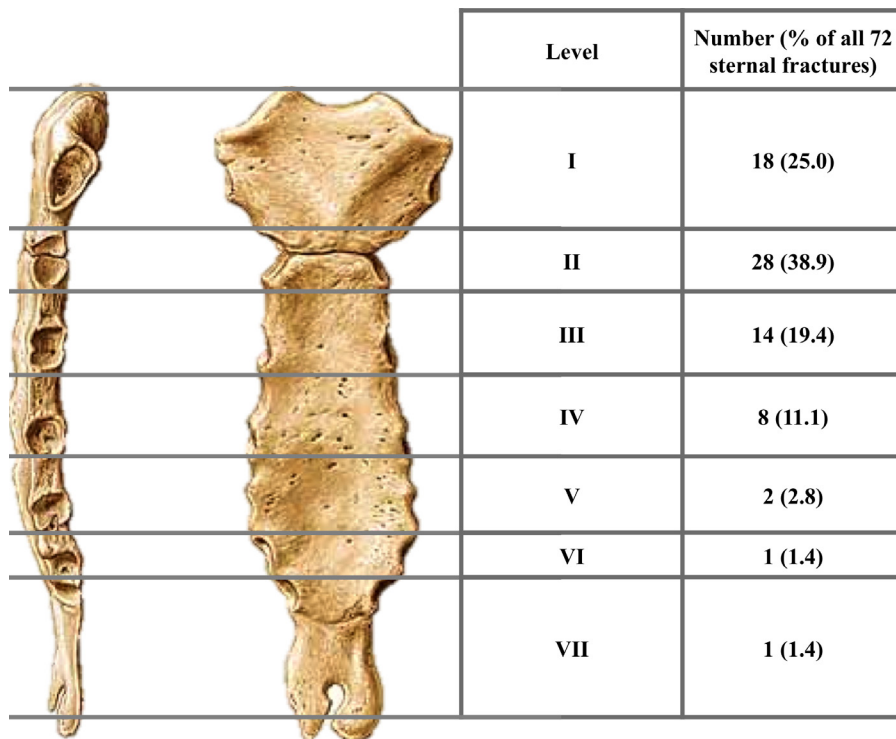 Level
Number (% of all 72
sternal fractures)
I
18 (25.0)
II
28 (38.9)
III
14 (19.4)
IV
8 (11.1)
V
2 (2.8)
VI
1 (1.4)
VII
1 (1.4)